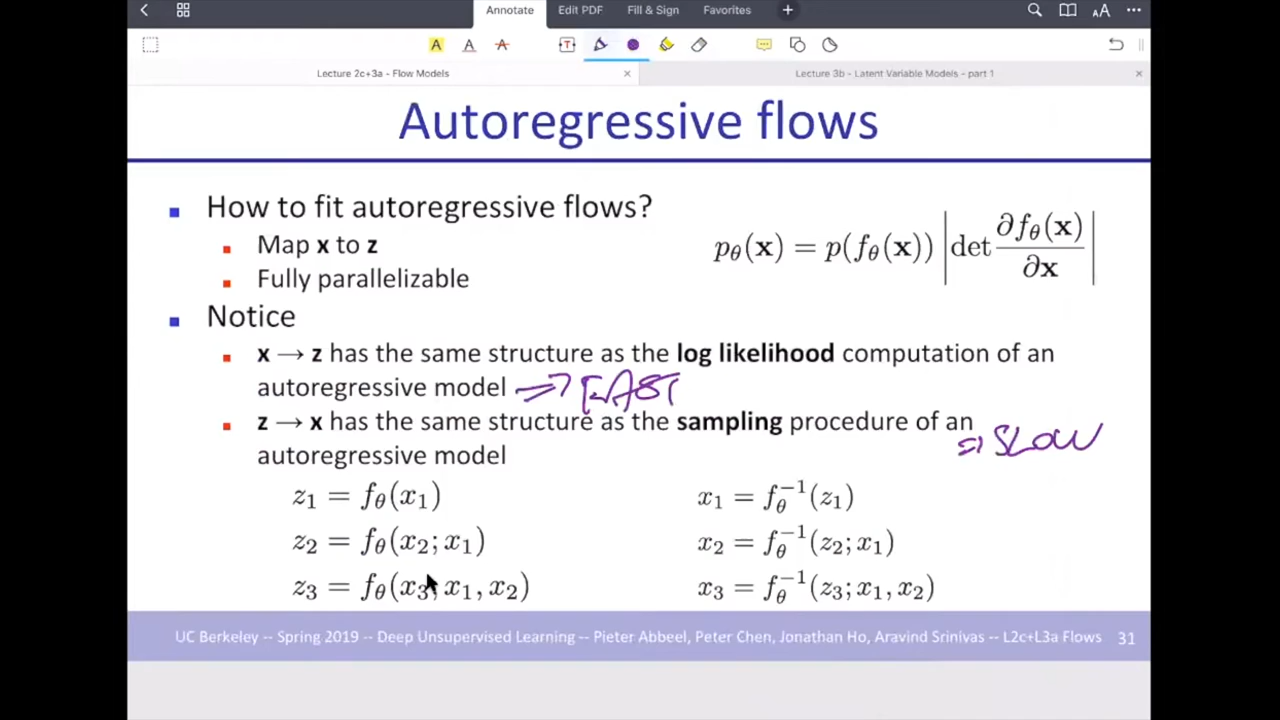 Annotate Edit PDF Fill & Sign Favorites
Lecture 2c+3a - Flow Models Lecture 3b - Latent Variable Models - part 1
Autoregressive flows
How to fit autoregressive flows?
Map x to z
Fully parallelizable
pθ(x) = p(fθ(x)) |det ∂fθ(x)/∂x|
Notice
x → z has the same structure as the log likelihood computation of an
autoregressive model ⇒ FAST
z → x has the same structure as the sampling procedure of an
autoregressive model ⇒ SLOW
z₁ = fθ(x₁) x₁ = fθ⁻¹(z₁)
z₂ = fθ(x₂; x₁) x₂ = fθ⁻¹(z₂; x₁)
z₃ = fθ(x₃; x₁, x₂) x₃ = fθ⁻¹(z₃; x₁, x₂)
UC Berkeley -- Spring 2019 -- Deep Unsupervised Learning -- Pieter Abbeel, Peter Chen, Jonathan Ho, Aravind Srinivas -- L2c+L3a Flows 31